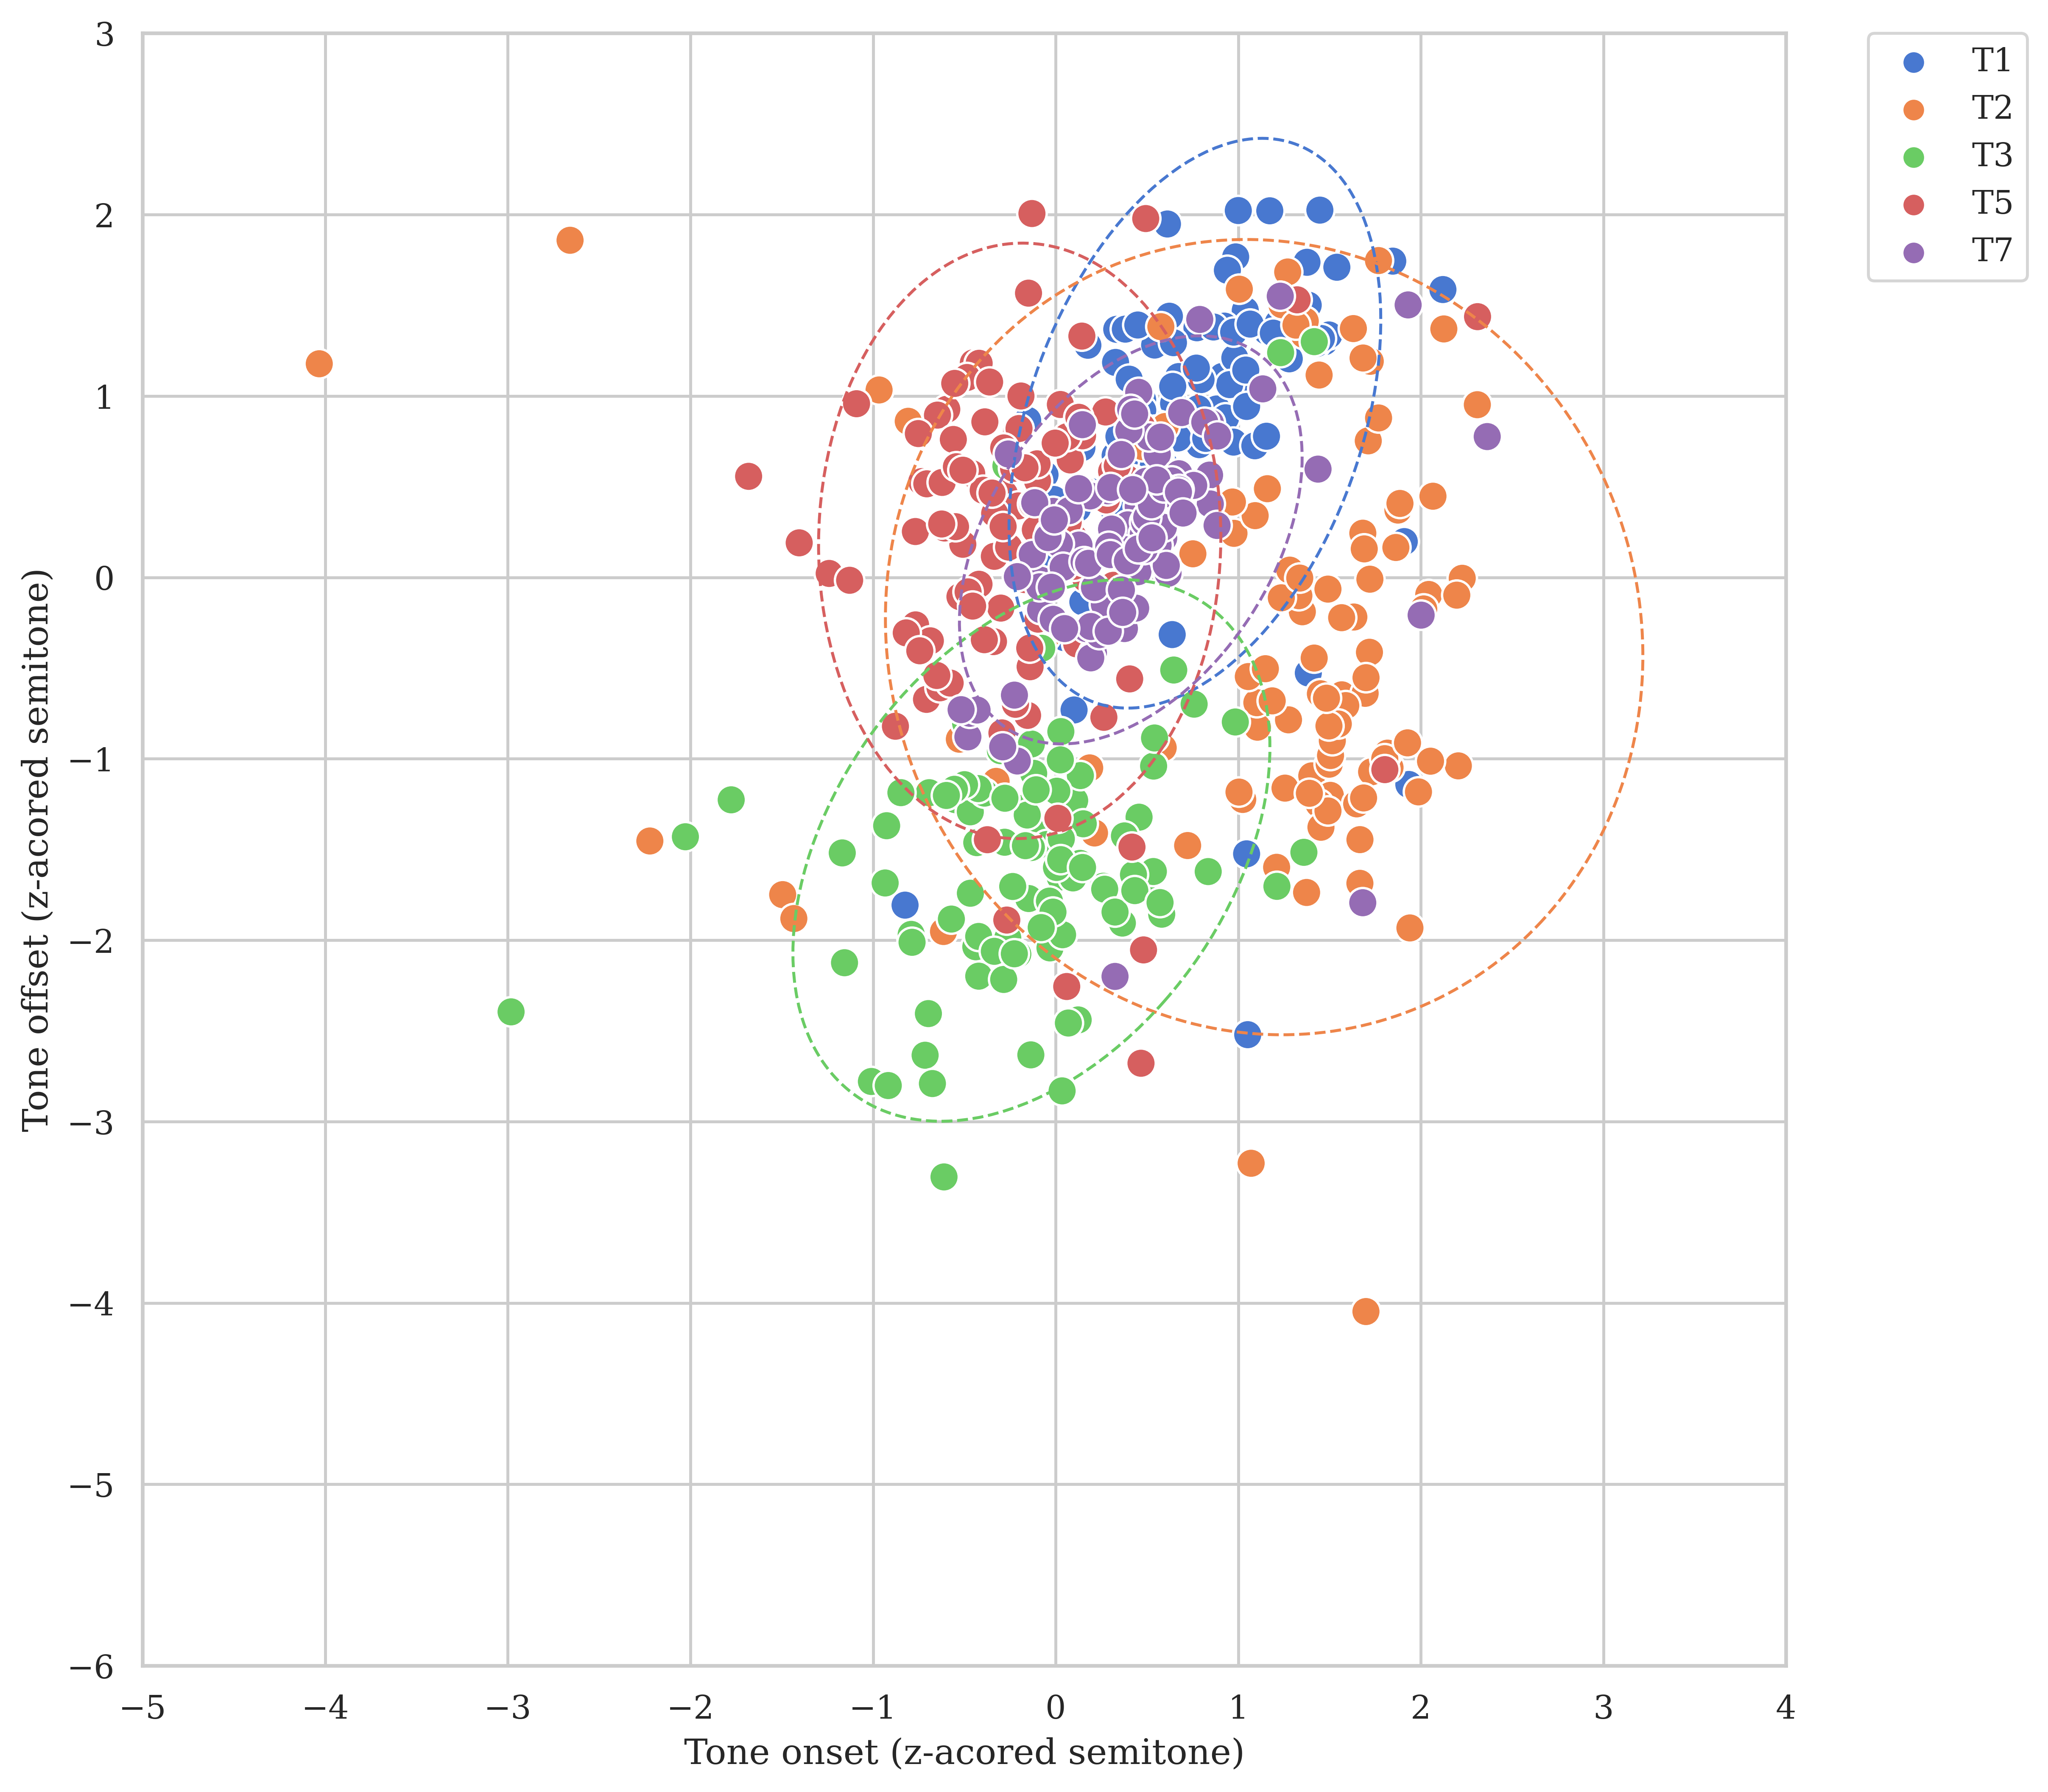 3
2
1
0
−1
−2
−3
−4
−5
−6
−5
−4
−3
−2
−1
0
1
2
3
4
Tone offset (z-acored semitone)
Tone onset (z-acored semitone)
T1
T2
T3
T5
T7